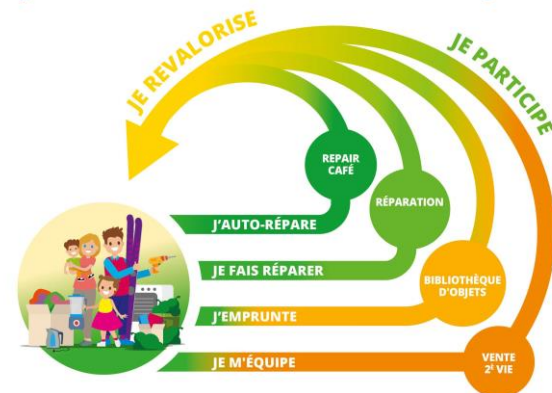 JE REVALORISE
JE PARTICIPE
REPAIR
CAFÉ
J'AUTO-RÉPARE
RÉPARATION
JE FAIS RÉPARER
BIBLIOTHÈQUE
D'OBJETS
J'EMPRUNTE
JE M'ÉQUIPE
VENTE
2E VIE